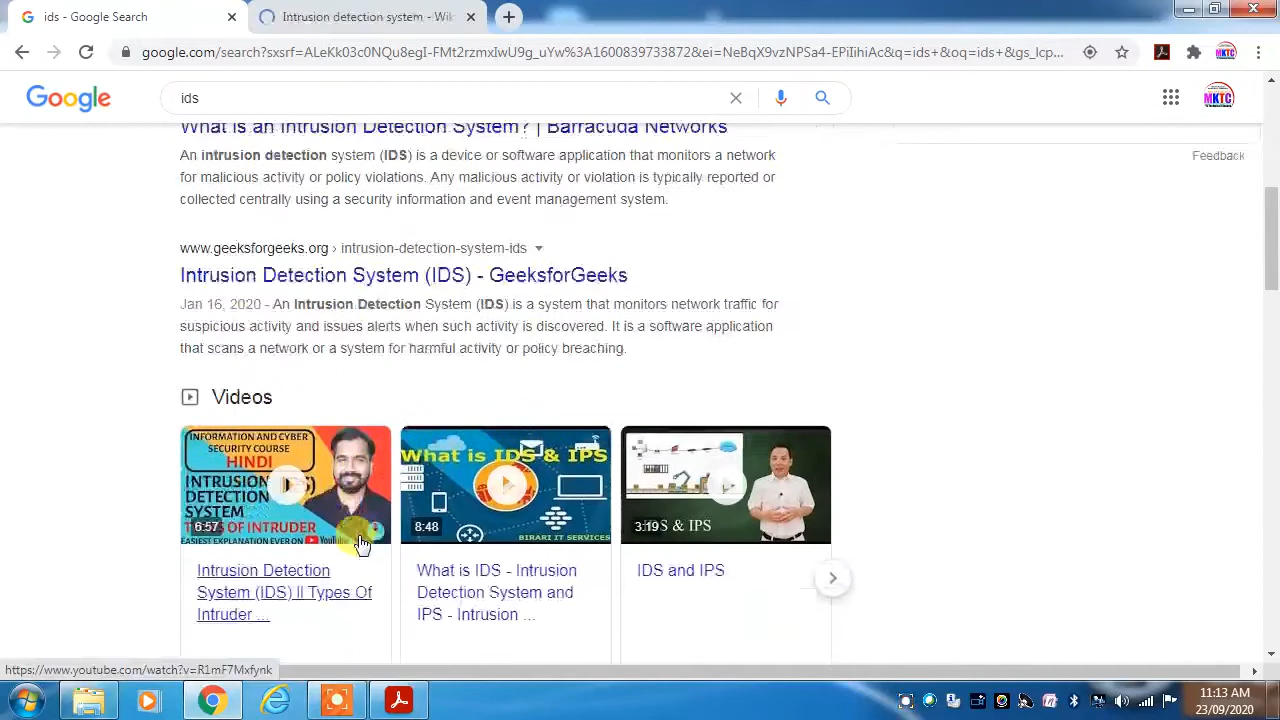 ids - Google Search
Intrusion detection system - Wik
google.com/search?sxsrf=ALeKk03c0NQu8egI-FMt2rzmxIwU9q_uYw%3A1600839733872&ei=NeBqX9vzNPSa4-EPiIihiAc&q=ids+&oq=ids+&gs_lcp...
MKTC
Google
ids
MKTC
What is an Intrusion Detection System? | Barracuda Networks
Feedback
An intrusion detection system (IDS) is a device or software application that monitors a network
for malicious activity or policy violations. Any malicious activity or violation is typically reported or
collected centrally using a security information and event management system.
www.geeksforgeeks.org › intrusion-detection-system-ids
Intrusion Detection System (IDS) - GeeksforGeeks
Jan 16, 2020 - An Intrusion Detection System (IDS) is a system that monitors network traffic for
suspicious activity and issues alerts when such activity is discovered. It is a software application
that scans a network or a system for harmful activity or policy breaching.
Videos
INFORMATION AND CYBER
SECURITY COURSE
HINDI
INTRUSION
DETECTION
SYSTEM
TYPES OF INTRUDER
6:57
EASIEST EXPLANATION EVER ON YouTube
What is IDS & IPS
8:48
BIRARI IT SERVICES
3:19
IDS & IPS
Intrusion Detection
System (IDS) ll Types Of
Intruder ...
What is IDS - Intrusion
Detection System and
IPS - Intrusion ...
IDS and IPS
https://www.youtube.com/watch?v=R1mF7Mxfynk
11:13 AM
23/09/2020